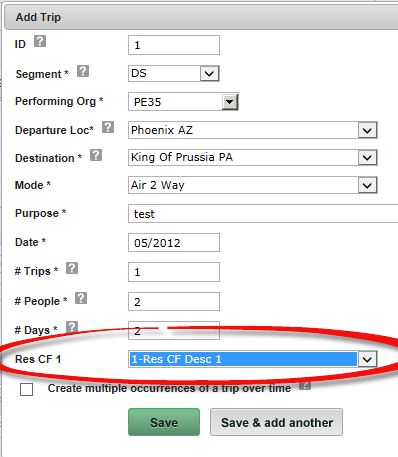 Add Trip
ID ? 1
Segment * ? DS
Performing Org * PE35
Departure Loc* ? Phoenix AZ
Destination * ? King Of Prussia PA
Mode * Air 2 Way
Purpose * test
Date * 05/2012
# Trips * ? 1
# People * ? 2
# Days * ? 2
Res CF 1 1-Res CF Desc 1
Create multiple occurrences of a trip over time ?
Save Save & add another